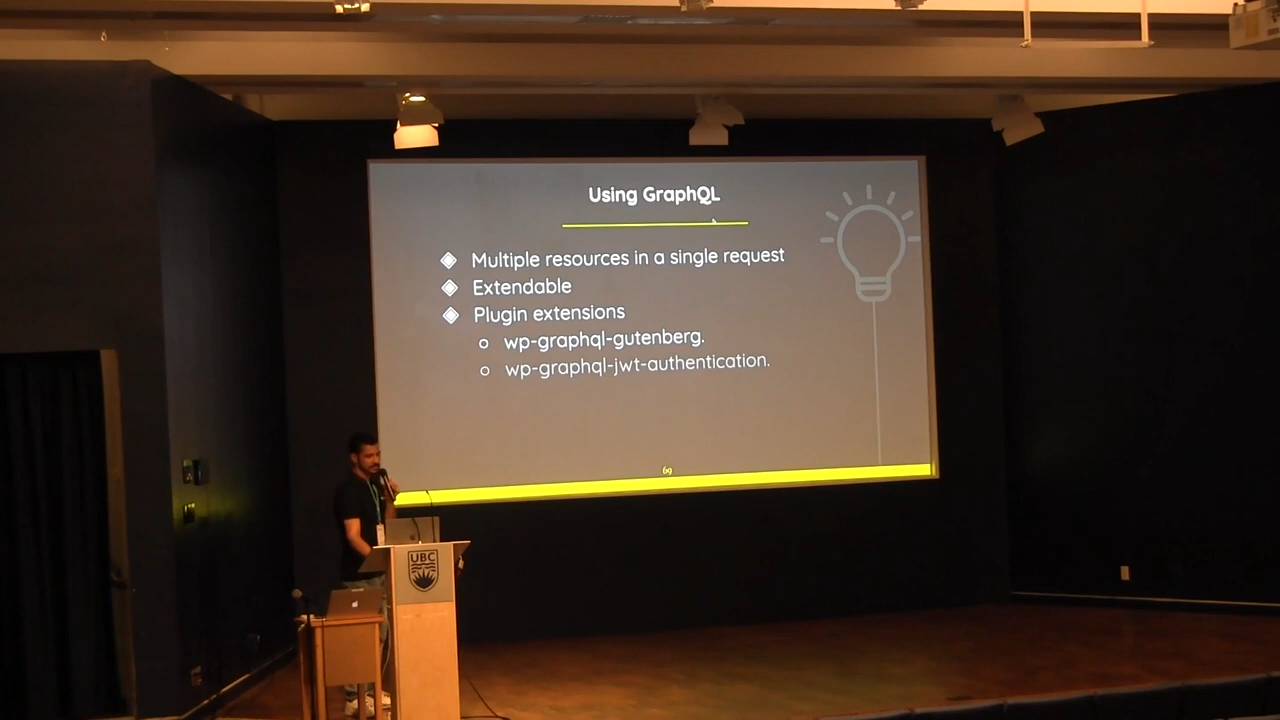 Using GraphQL
Multiple resources in a single request
Extendable
Plugin extensions
wp-graphql-gutenberg.
wp-graphql-jwt-authentication.
69
UBC